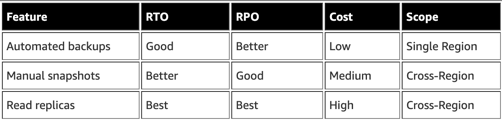 Feature RTO RPO Cost Scope
Automated backups Good Better Low Single Region
Manual snapshots Better Good Medium Cross-Region
Read replicas Best Best High Cross-Region